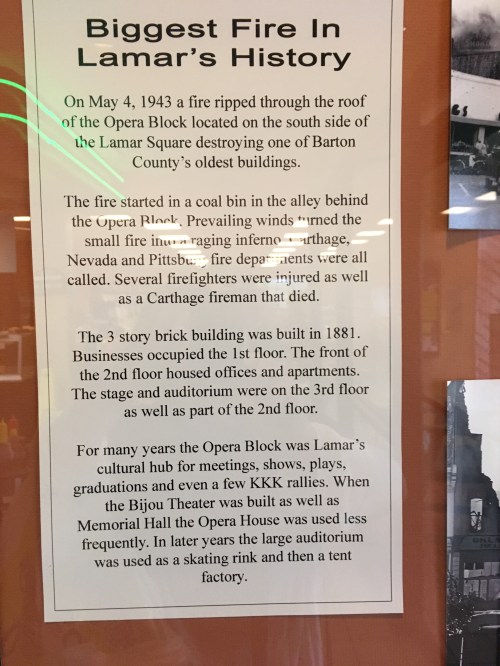 Biggest Fire In
Lamar's History
On May 4, 1943 a fire ripped through the roof
of the Opera Block located on the south side of
the Lamar Square destroying one of Barton
County's oldest buildings.
The fire started in a coal bin in the alley behind
the Opera Block. Prevailing winds turned the
small fire into a raging inferno. Carthage,
Nevada and Pittsburg fire departments were all
called. Several firefighters were injured as well
as a Carthage fireman that died.
The 3 story brick building was built in 1881.
Businesses occupied the 1st floor. The front of
the 2nd floor housed offices and apartments.
The stage and auditorium were on the 3rd floor
as well as part of the 2nd floor.
For many years the Opera Block was Lamar's
cultural hub for meetings, shows, plays,
graduations and even a few KKK rallies. When
the Bijou Theater was built as well as
Memorial Hall the Opera House was used less
frequently. In later years the large auditorium
was used as a skating rink and then a tent
factory.